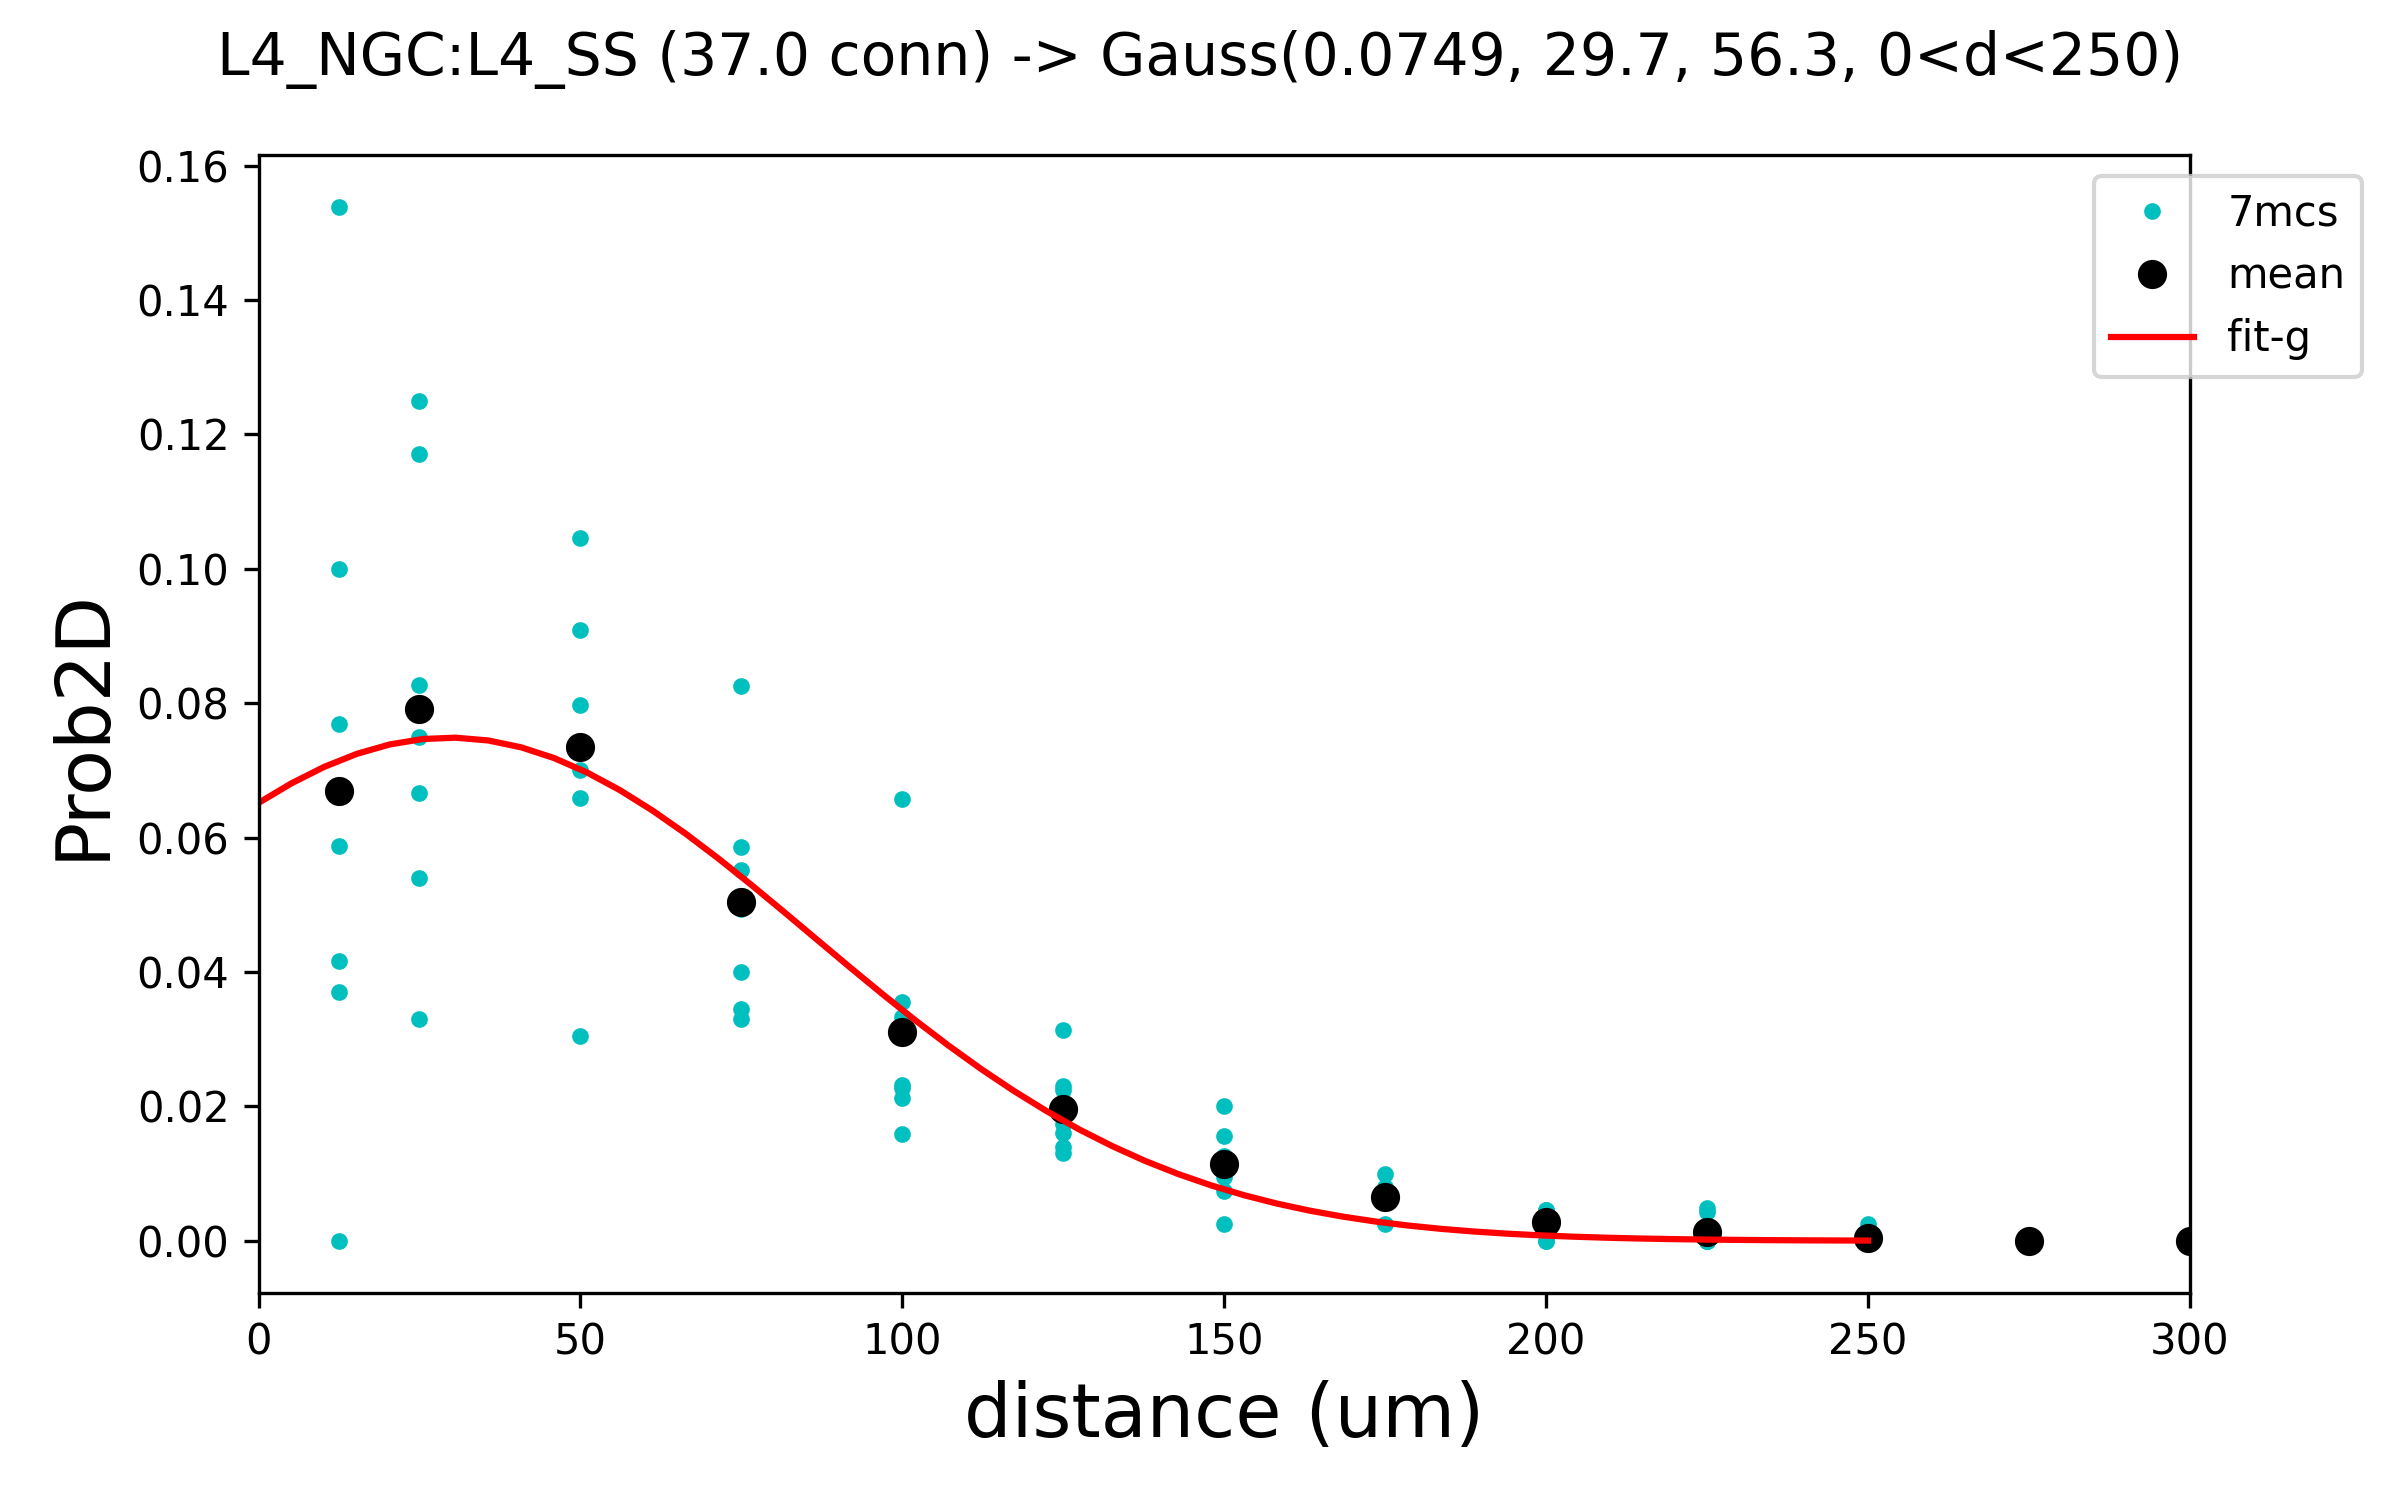 L4_NGC:L4_SS (37.0 conn) -> Gauss(0.0749, 29.7, 56.3, 0<d<250)
0.16
0.14
0.12
0.10
0.08
0.06
0.04
0.02
0.00
Prob2D
7mcs
mean
fit-g
0 50 100 150 200 250 300
distance (um)